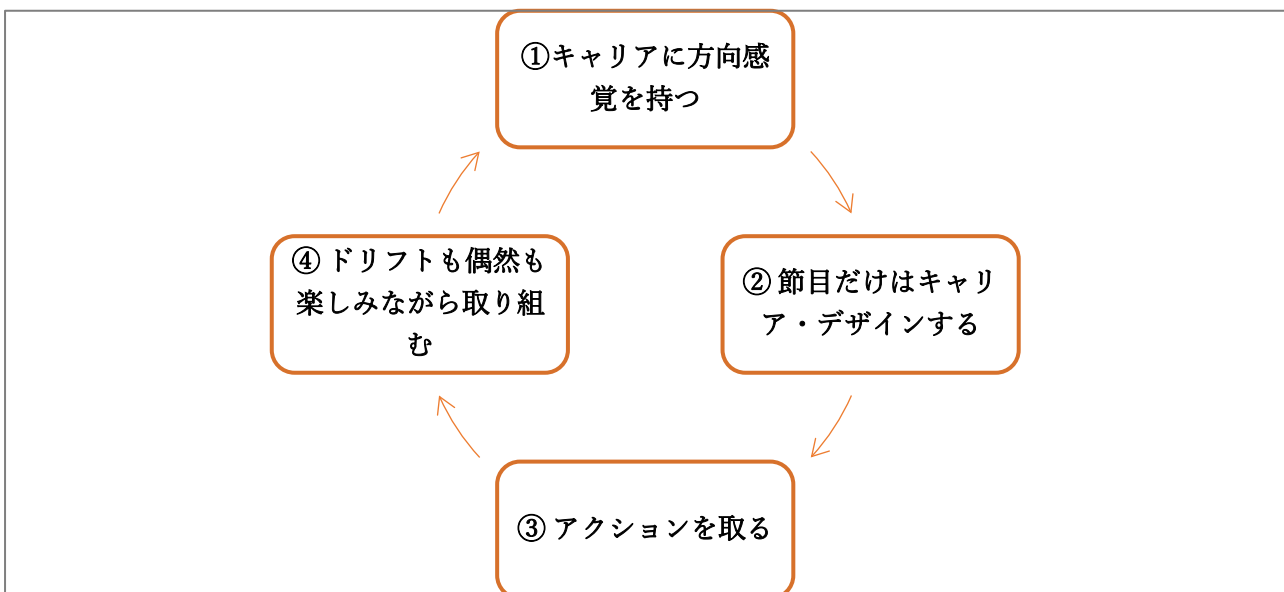 ①キャリアに方向感
覚を持つ
② 節目だけはキャリ
ア・デザインする
③ アクションを取る
④ ドリフトも偶然も
楽しみながら取り組
む